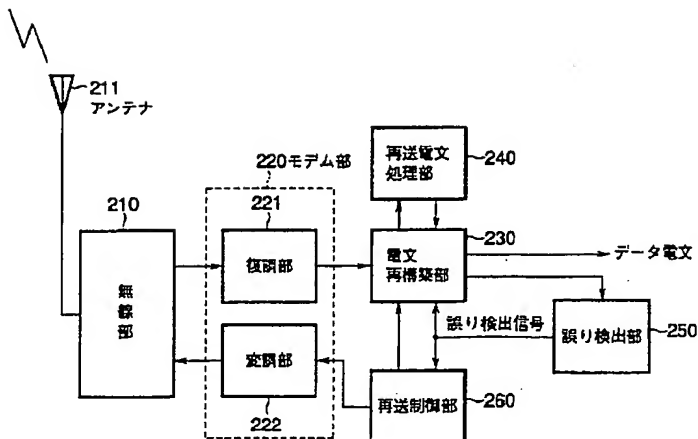 211
アンテナ
220モデム部
再送電文
処理部
240
210
221
230
復調部
電文
再構築部
データ電文
無
線
部
誤り検出信号
誤り検出部
250
変調部
222
再送制御部
260